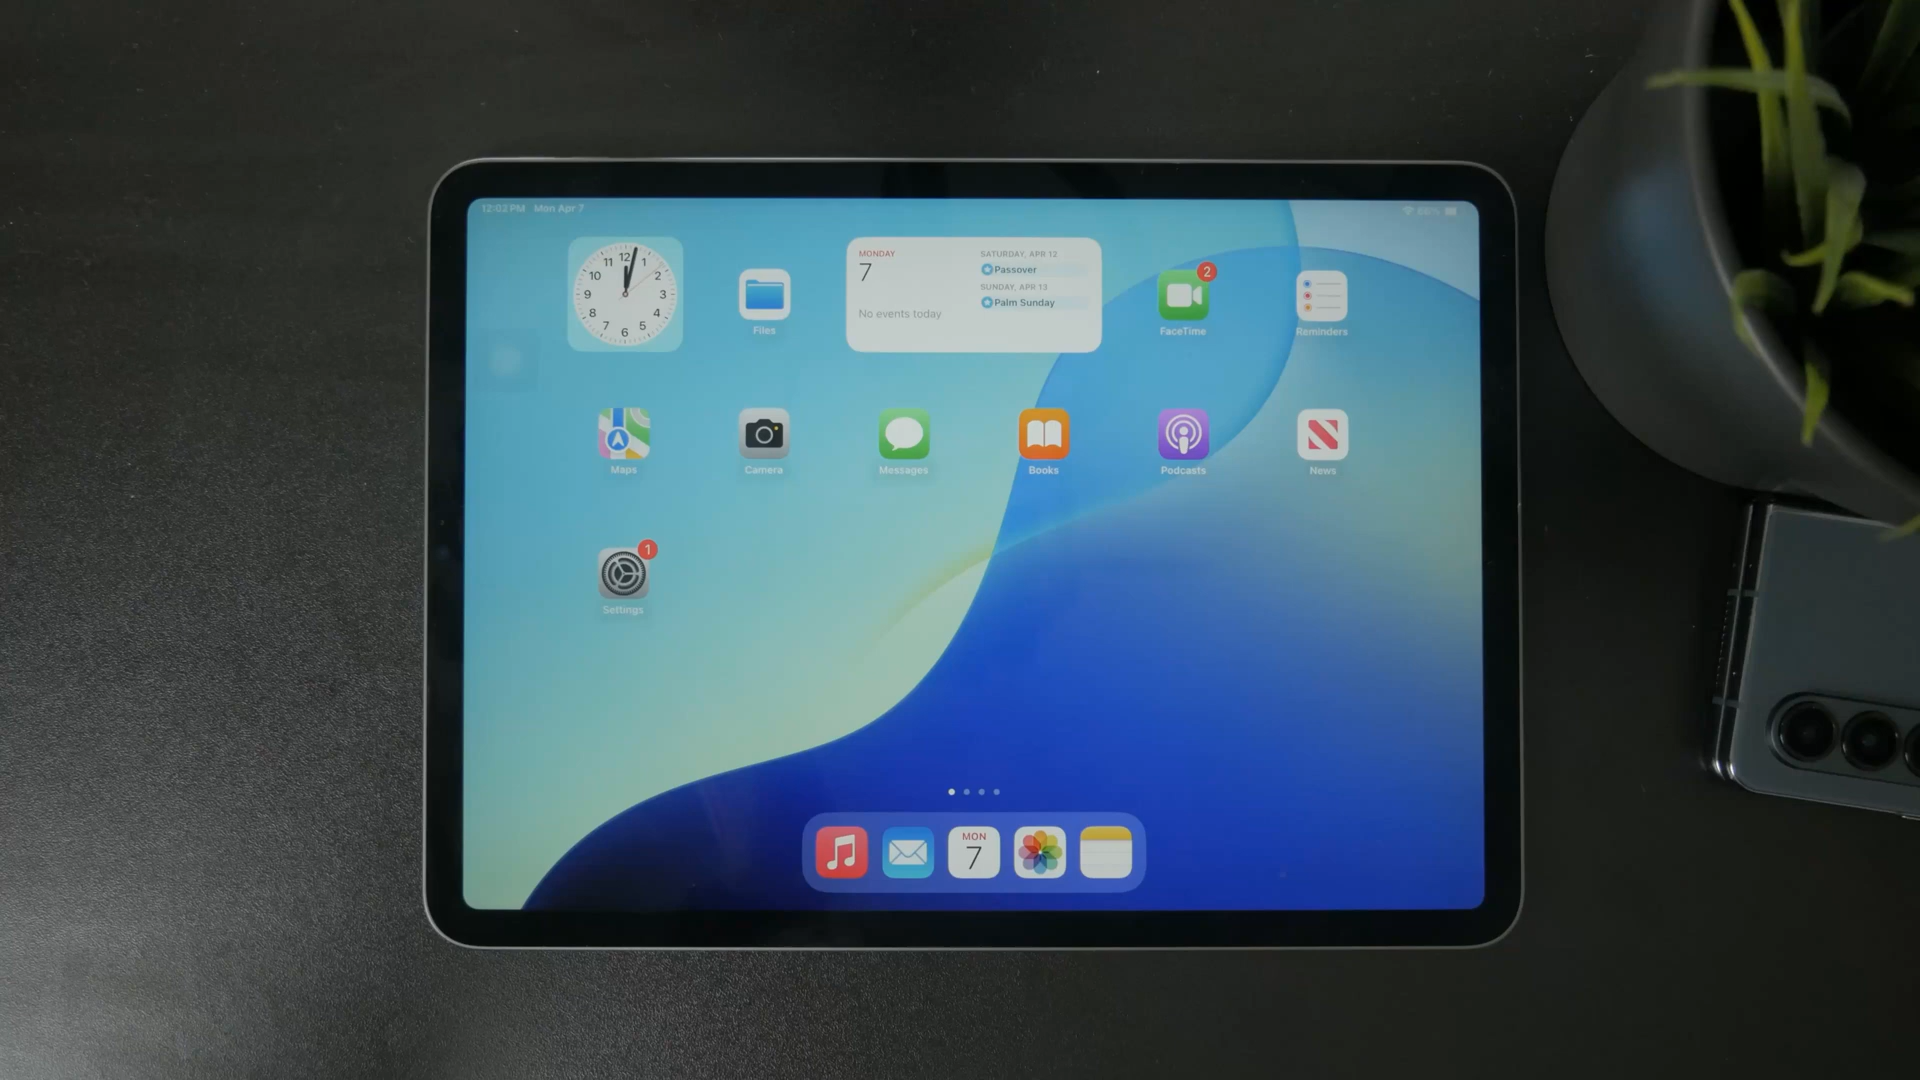 12:02 PM Mon Apr 7
66%
12
1
2
3
4
5
6
7
8
9
10
11
Files
MONDAY
7
No events today
SATURDAY, APR 12
Passover
SUNDAY, APR 13
Palm Sunday
2
FaceTime
Reminders
Maps
Camera
Messages
Books
Podcasts
News
1
Settings
MON
7